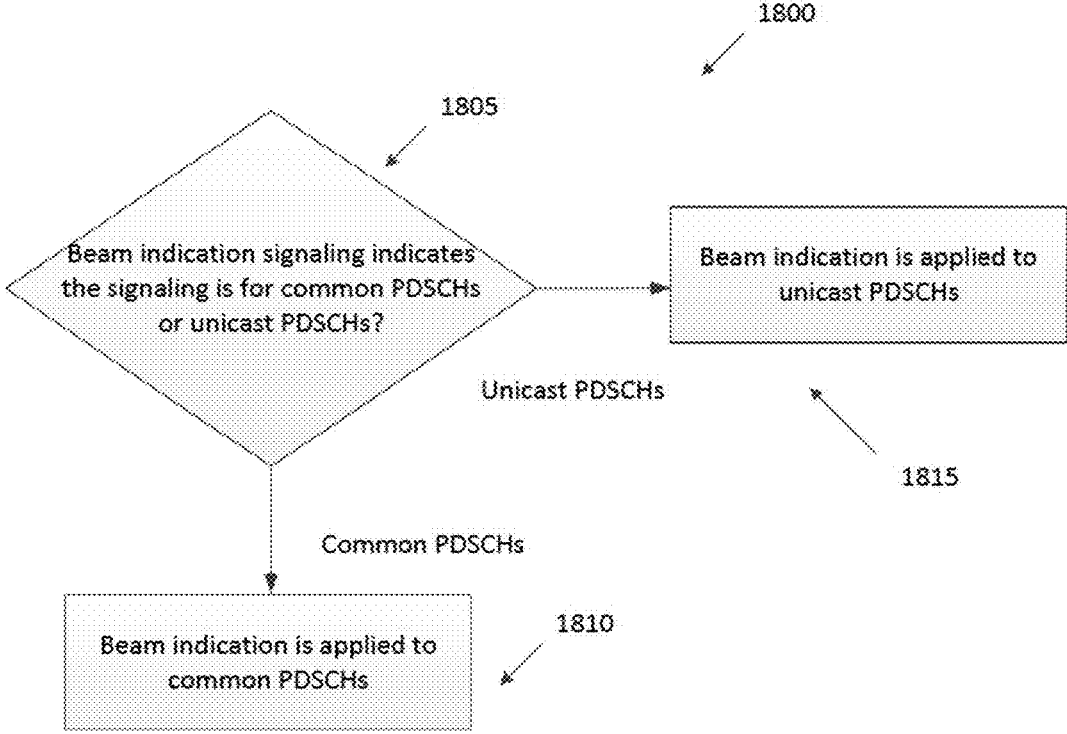 1800
1805
Beam indication signaling indicates
the signaling is for common PDSCHs
or unicast PDSCHs?
Beam indication is applied to
unicast PDSCHs
Unicast PDSCHs
1815
Common PDSCHs
1810
Beam indication is applied to
common PDSCHs